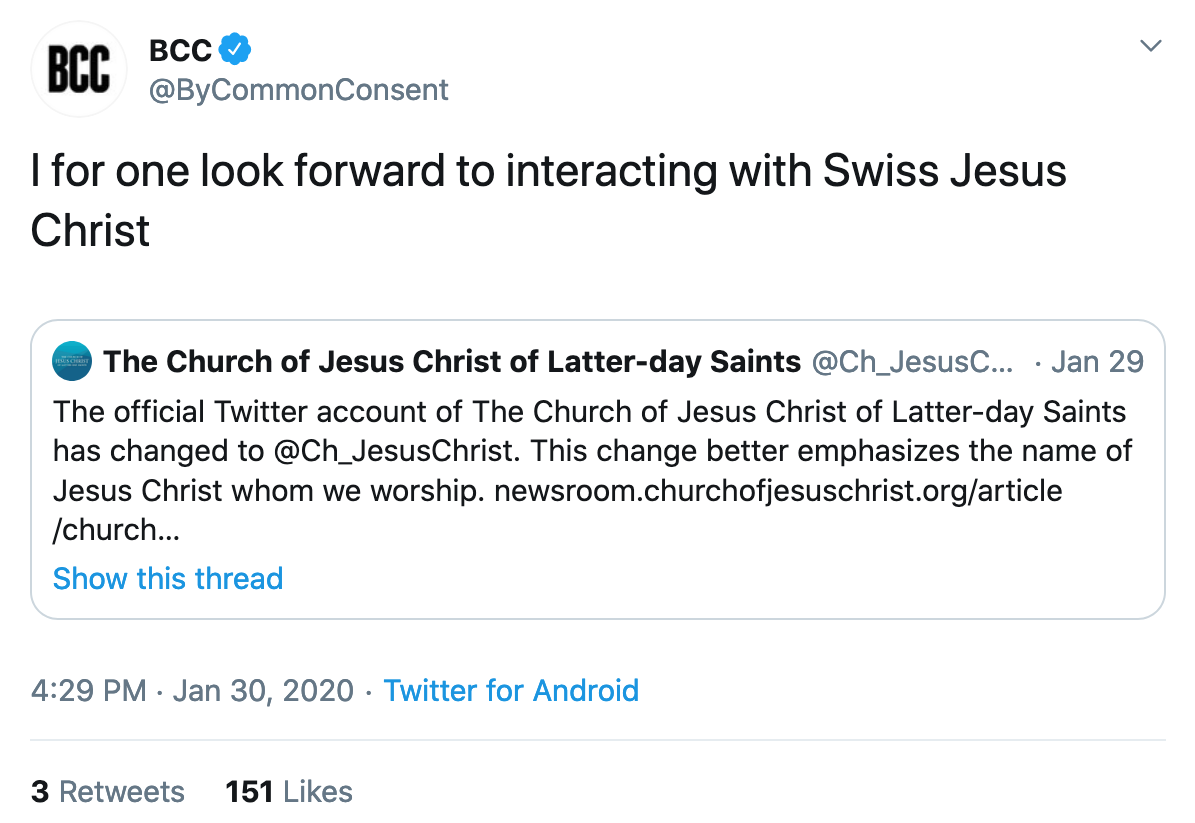 BCC
BCC
@ByCommonConsent
I for one look forward to interacting with Swiss Jesus
Christ
The Church of Jesus Christ of Latter-day Saints @Ch_JesusC... · Jan 29
The official Twitter account of The Church of Jesus Christ of Latter-day Saints
has changed to @Ch_JesusChrist. This change better emphasizes the name of
Jesus Christ whom we worship. newsroom.churchofjesuschrist.org/article
/church...
Show this thread
4:29 PM · Jan 30, 2020 · Twitter for Android
3 Retweets 151 Likes